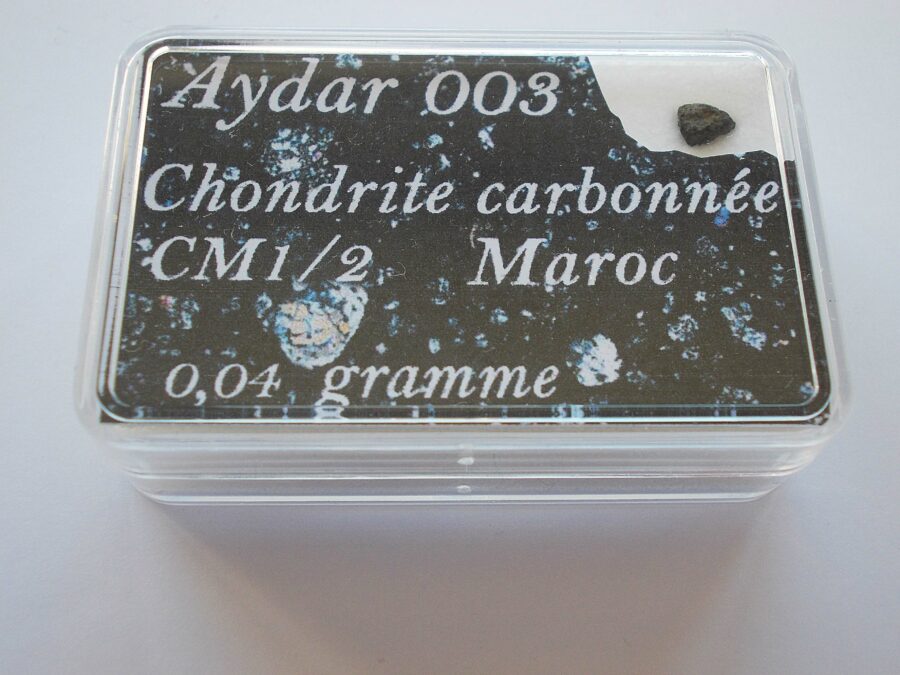 Aydar 003
Chondrite carbonnée
CM1/2 Maroc
0,04 gramme